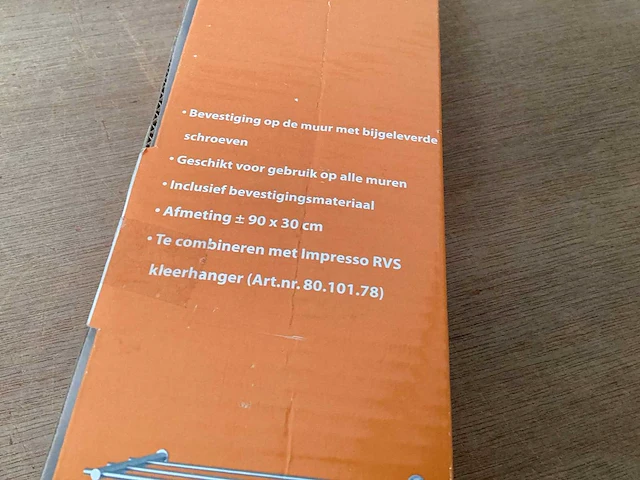 • Bevestiging op de muur met bijgeleverde
schroeven
• Geschikt voor gebruik op alle muren
• Inclusief bevestigingsmateriaal
• Afmeting ± 90 x 30 cm
• Te combineren met Impresso RVS
kleerhanger (Art.nr. 80.101.78)